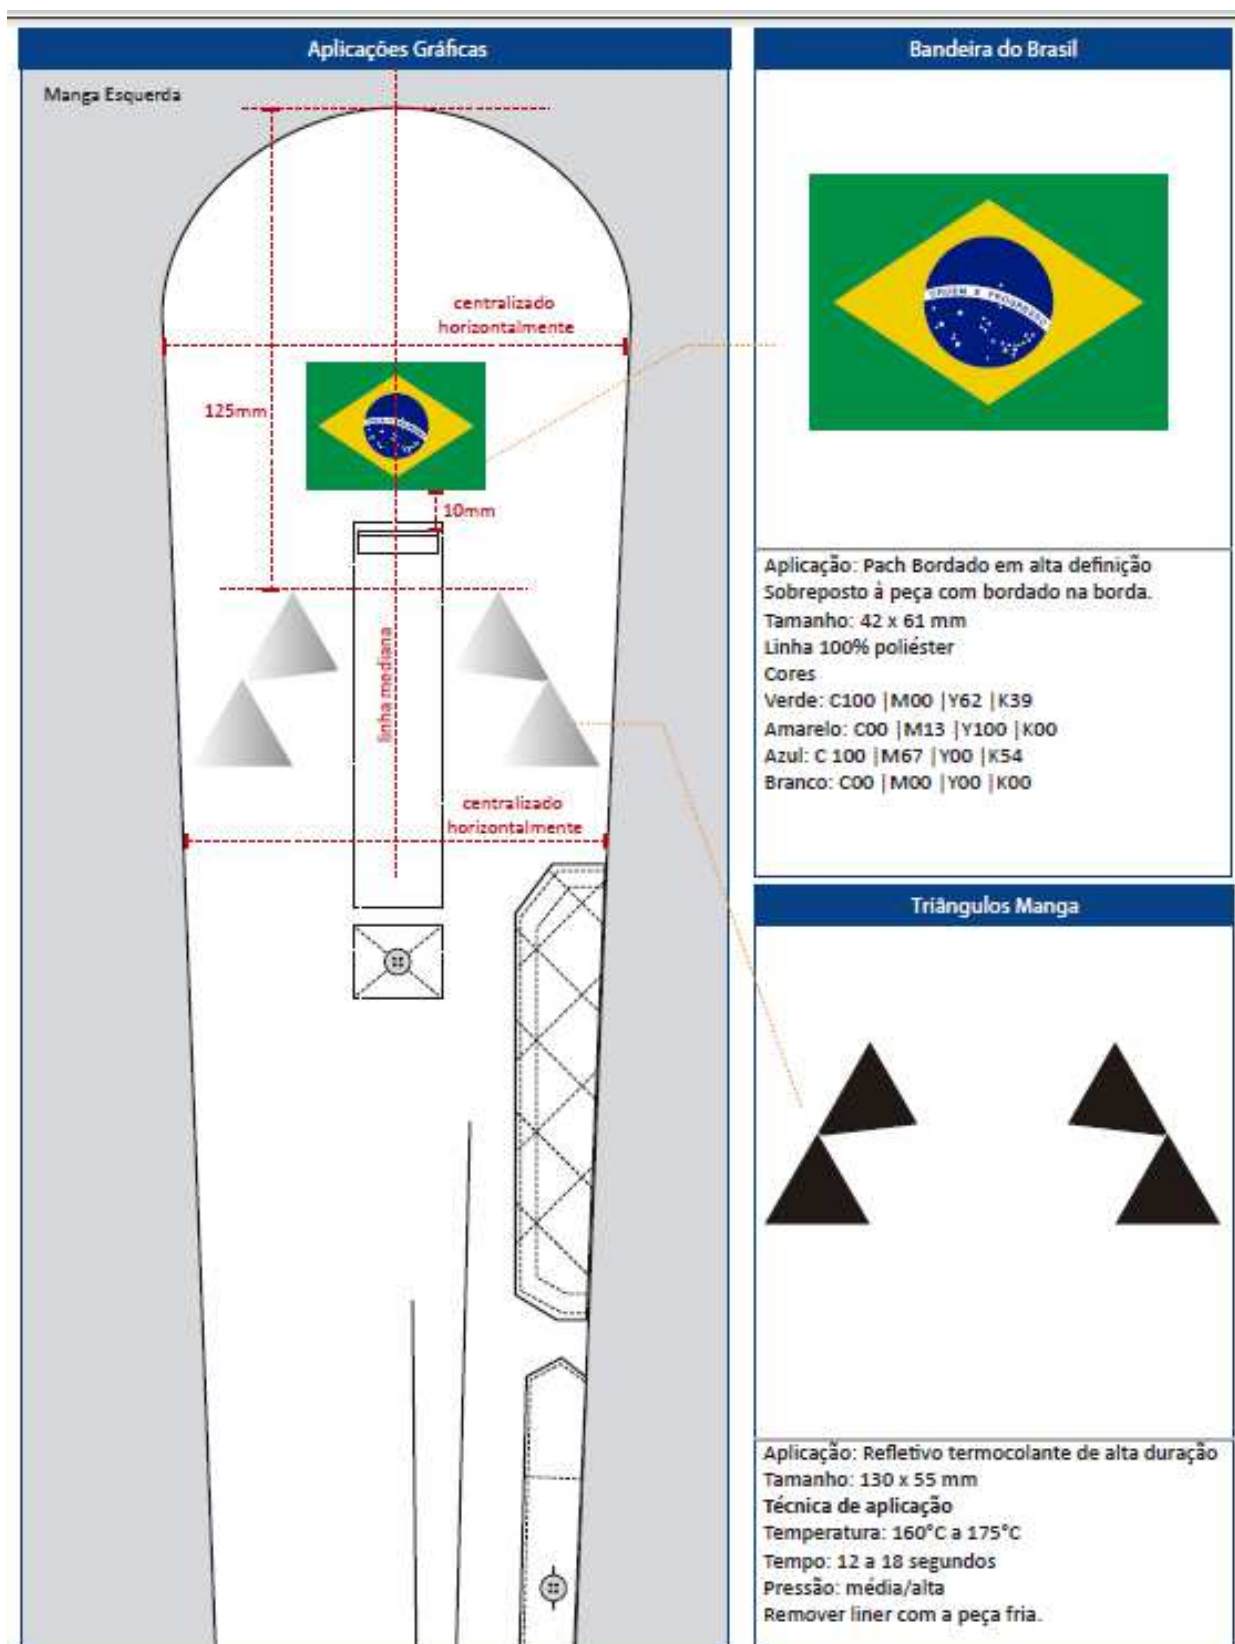 Aplicações Gráficas
Manga Esquerda
centralizado
horizontalmente
125mm
10mm
linha mediana
centralizado
horizontalmente
Bandeira do Brasil
ORDEM E PROGRESSO
Aplicação: Pach Bordado em alta definição
Sobreposto à peça com bordado na borda.
Tamanho: 42 x 61 mm
Linha 100% poliéster
Cores
Verde: C100 |M00 |Y62 |K39
Amarelo: C00 |M13 |Y100 |K00
Azul: C 100 |M67 |Y00 |K54
Branco: C00 |M00 |Y00 |K00
Triângulos Manga
Aplicação: Refletivo termocolante de alta duração
Tamanho: 130 x 55 mm
Técnica de aplicação
Temperatura: 160°C a 175°C
Tempo: 12 a 18 segundos
Pressão: média/alta
Remover liner com a peça fria.